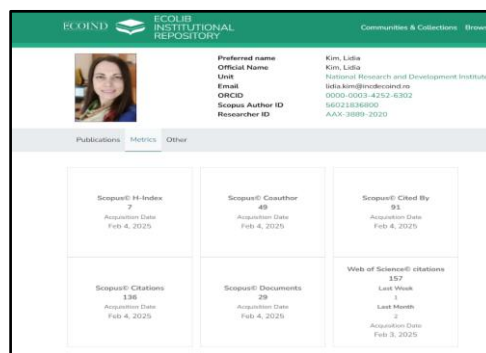 ECOIND
ECOLIB
INSTITUTIONAL
REPOSITORY
Communities & Collections Brows
Preferred name Kim, Lidia
Official Name Kim, Lidia
Unit National Research and Development Institute
Email lidia.kim@incdecoind.ro
ORCID 0000-0003-4252-6302
Scopus Author ID 56021836800
Researcher ID AAX-3889-2020
Publications Metrics Other
Scopus© H-Index
7
Acquisition Date
Feb 4, 2025
Scopus© Coauthor
49
Acquisition Date
Feb 4, 2025
Scopus© Cited By
91
Acquisition Date
Feb 4, 2025
Scopus© Citations
136
Acquisition Date
Feb 4, 2025
Scopus© Documents
29
Acquisition Date
Feb 4, 2025
Web of Science© citations
157
Last Week
1
Last Month
2
Acquisition Date
Feb 3, 2025